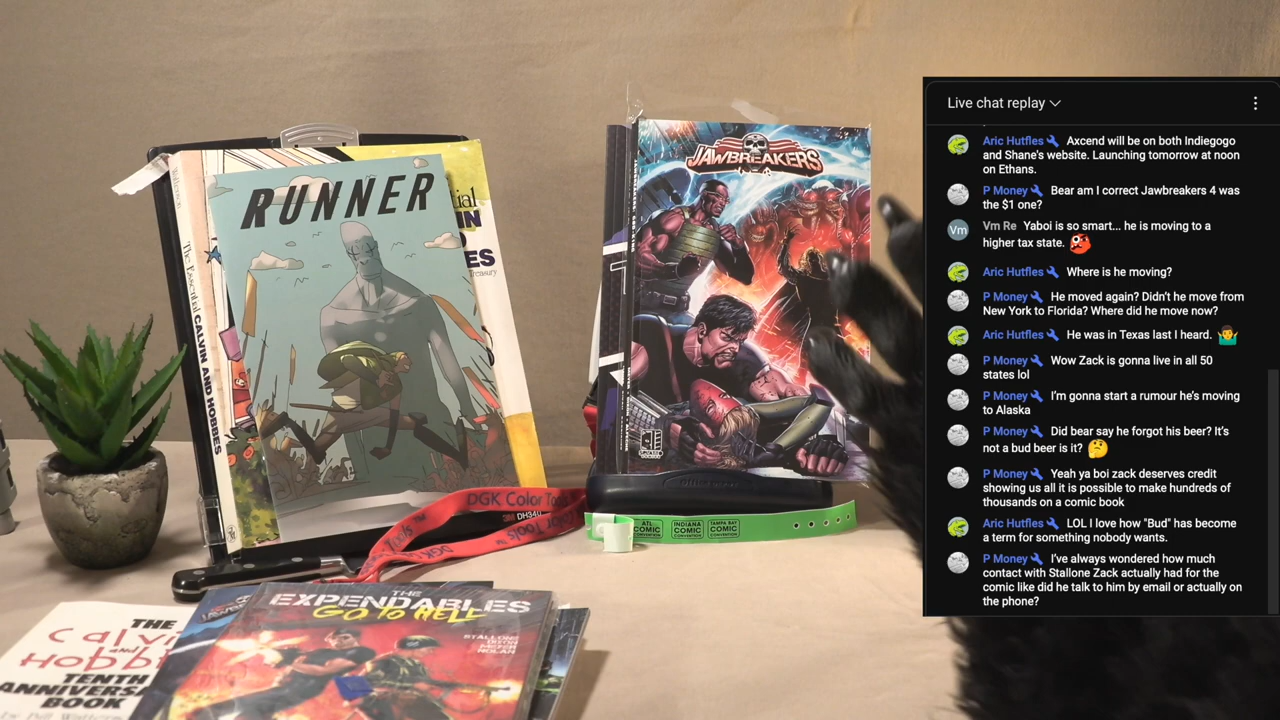 RUNNER
The Essential CALVIN AND HOBBES
Watterson
ES
Treasury
JAWBREAKERS
DGK Color Tools
3M DH340
ATL COMIC CONVENTION
INDIANA COMIC CONVENTION
TAMPA BAY COMIC CONVENTION
THE
EXPENDABLES
GO TO HELL
STALLONE
DIXON
NOLAN
THE
Calvin
and
Hobbes
TENTH
ANNIVERSARY
BOOK
by Bill Watterson
Live chat replay
Aric Hutfles Axcend will be on both Indiegogo
and Shane's website. Launching tomorrow at noon
on Ethans.
P Money Bear am I correct Jawbreakers 4 was
the $1 one?
Vm
Vm Re Yaboi is so smart... he is moving to a
higher tax state.
Aric Hutfles Where is he moving?
P Money He moved again? Didn't he move from
New York to Florida? Where did he move now?
Aric Hutfles He was in Texas last I heard. 🤷‍♂️
P Money Wow Zack is gonna live in all 50
states lol
P Money I'm gonna start a rumour he's moving
to Alaska
P Money Did bear say he forgot his beer? It's
not a bud beer is it? 🤔
P Money Yeah ya boi zack deserves credit
showing us all it is possible to make hundreds of
thousands on a comic book
Aric Hutfles LOL I love how "Bud" has become
a term for something nobody wants.
P Money I've always wondered how much
contact with Stallone Zack actually had for the
comic like did he talk to him by email or actually on
the phone?